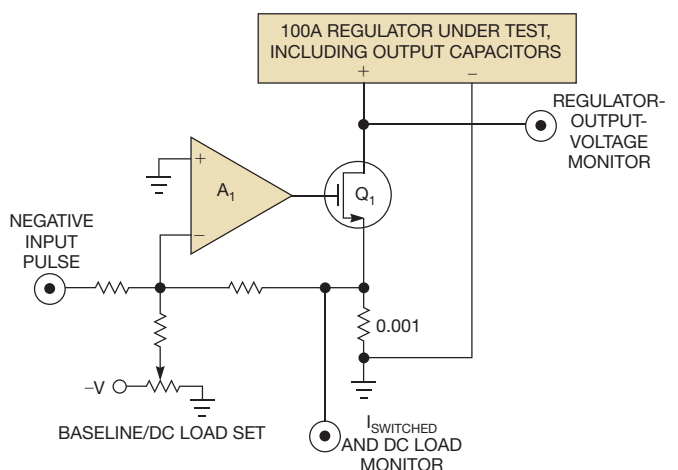 100A REGULATOR UNDER TEST,
INCLUDING OUTPUT CAPACITORS
+
−
REGULATOR-
OUTPUT-
VOLTAGE
MONITOR
+
A1
−
Q1
NEGATIVE
INPUT
PULSE
0.001
−V
BASELINE/DC LOAD SET
ISWITCHED
AND DC LOAD
MONITOR